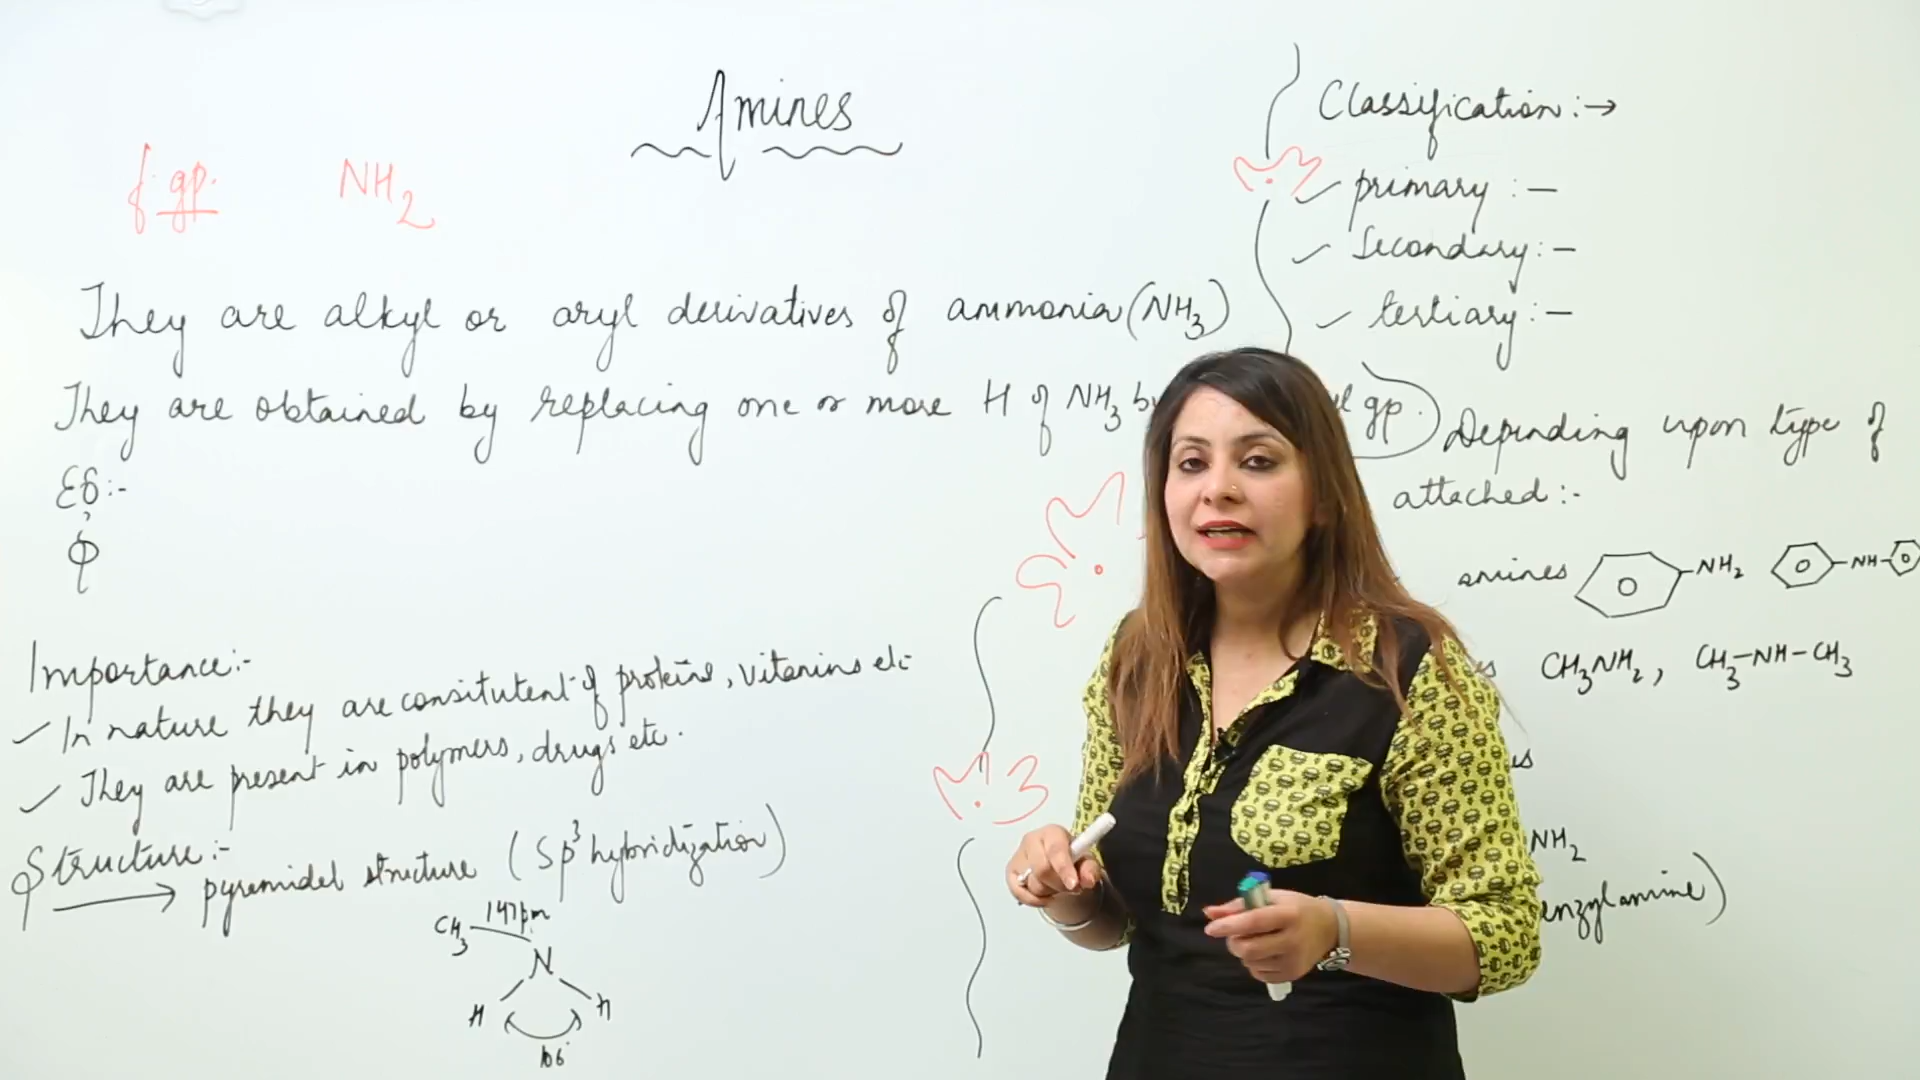 Amines
f. gp. NH2
They are alkyl or aryl derivatives of ammonia (NH3)
They are obtained by replacing one or more H of NH3 by gp.
Eg:-
Importance:-
In nature they are consitutent of proteins, vitamins etc
They are present in polymers, drugs etc.
Structure:-
pyramidel structure (Sp3 hybridization)
CH3 147pm
N
H H
106°
Classification:→
primary :-
Secondary:-
tertiary:-
Depending upon type of
attached:-
amines NH2 NH
CH3NH2, CH3-NH-CH3
NH2
enzylamine)